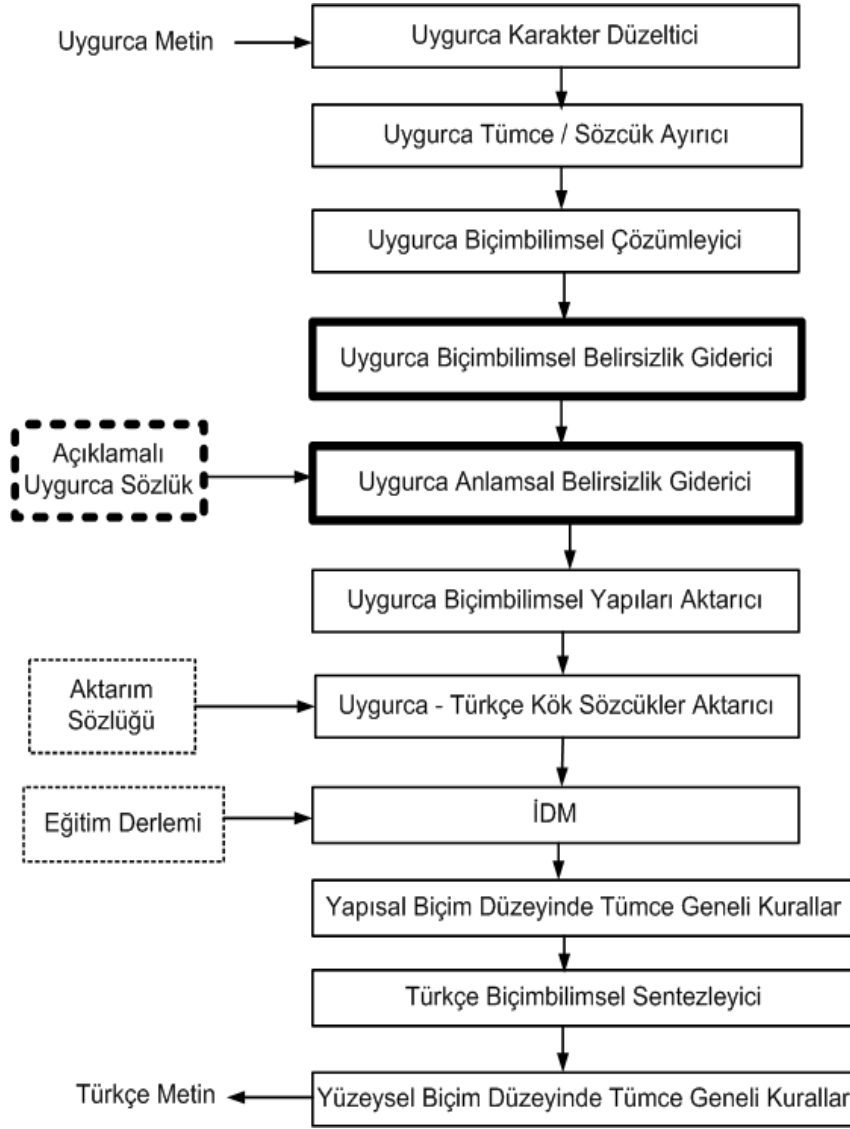 Uygurca Metin
Uygurca Karakter Düzeltici
Uygurca Tümce / Sözcük Ayırıcı
Uygurca Biçimbilimsel Çözümleyici
Uygurca Biçimbilimsel Belirsizlik Giderici
Açıklamalı
Uygurca Sözlük
Uygurca Anlamsal Belirsizlik Giderici
Uygurca Biçimbilimsel Yapıları Aktarıcı
Aktarım
Sözlüğü
Uygurca - Türkçe Kök Sözcükler Aktarıcı
Eğitim Derlemi
İDM
Yapısal Biçim Düzeyinde Tümce Geneli Kurallar
Türkçe Biçimbilimsel Sentezleyici
Türkçe Metin
Yüzeysel Biçim Düzeyinde Tümce Geneli Kurallar